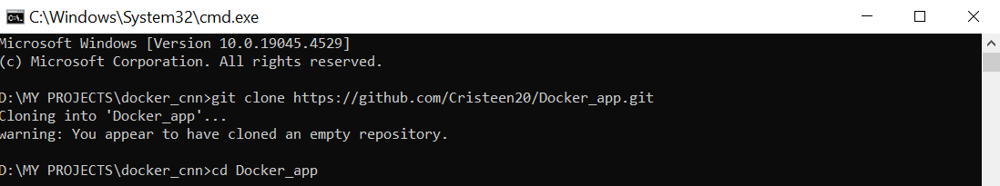 C:\Windows\System32\cmd.exe
Microsoft Windows [Version 10.0.19045.4529]
(c) Microsoft Corporation. All rights reserved.
D:\MY PROJECTS\docker_cnn>git clone https://github.com/Cristeen20/Docker_app.git
Cloning into 'Docker_app'...
warning: You appear to have cloned an empty repository.
D:\MY PROJECTS\docker_cnn>cd Docker_app